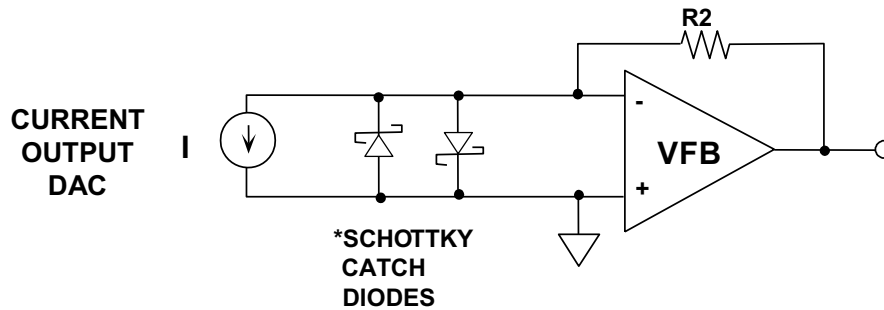 R2
CURRENT
OUTPUT
DAC
I
-
VFB
+
*SCHOTTKY
CATCH
DIODES